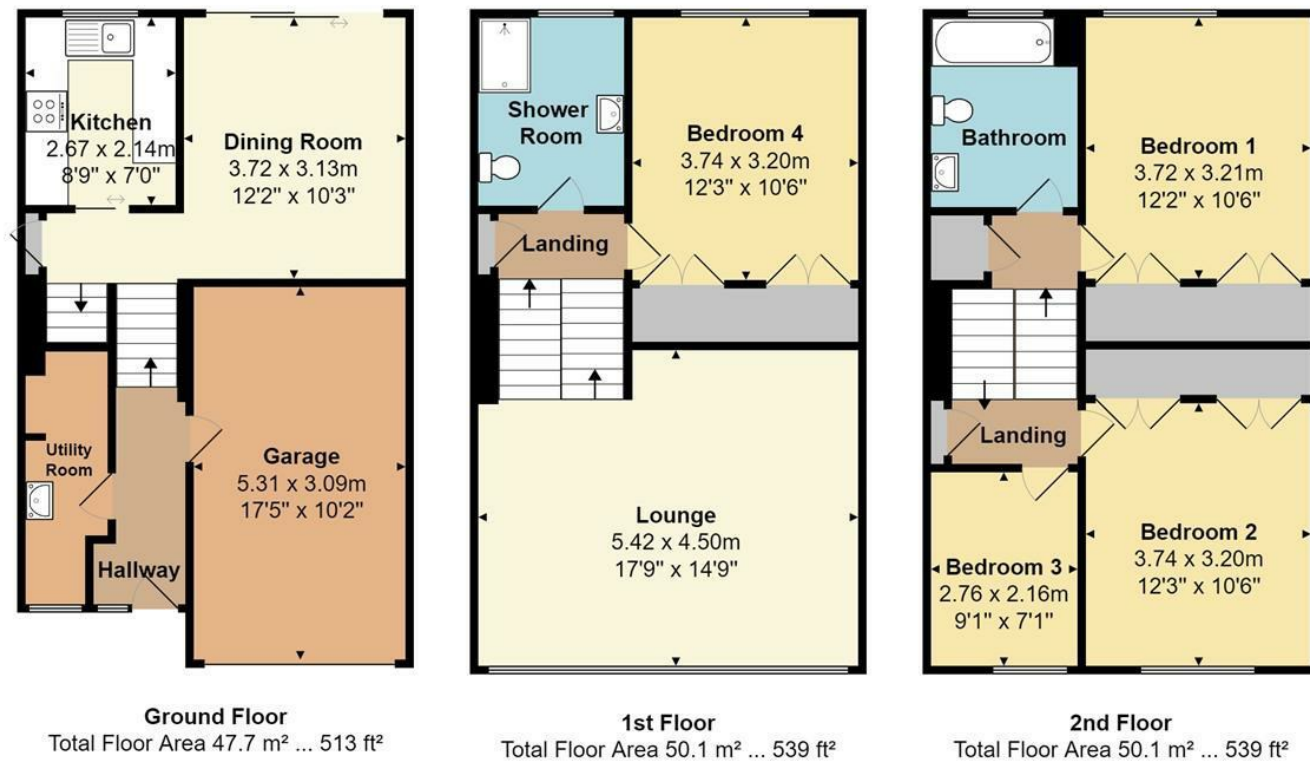 Kitchen
2.67 x 2.14m
8'9" x 7'0"
Dining Room
3.72 x 3.13m
12'2" x 10'3"
Utility
Room
Hallway
Garage
5.31 x 3.09m
17'5" x 10'2"
Ground Floor
Total Floor Area 47.7 m² ... 513 ft²
Shower
Room
Bedroom 4
3.74 x 3.20m
12'3" x 10'6"
Landing
Lounge
5.42 x 4.50m
17'9" x 14'9"
1st Floor
Total Floor Area 50.1 m² ... 539 ft²
Bathroom
Bedroom 1
3.72 x 3.21m
12'2" x 10'6"
Landing
Bedroom 3
2.76 x 2.16m
9'1" x 7'1"
Bedroom 2
3.74 x 3.20m
12'3" x 10'6"
2nd Floor
Total Floor Area 50.1 m² ... 539 ft²